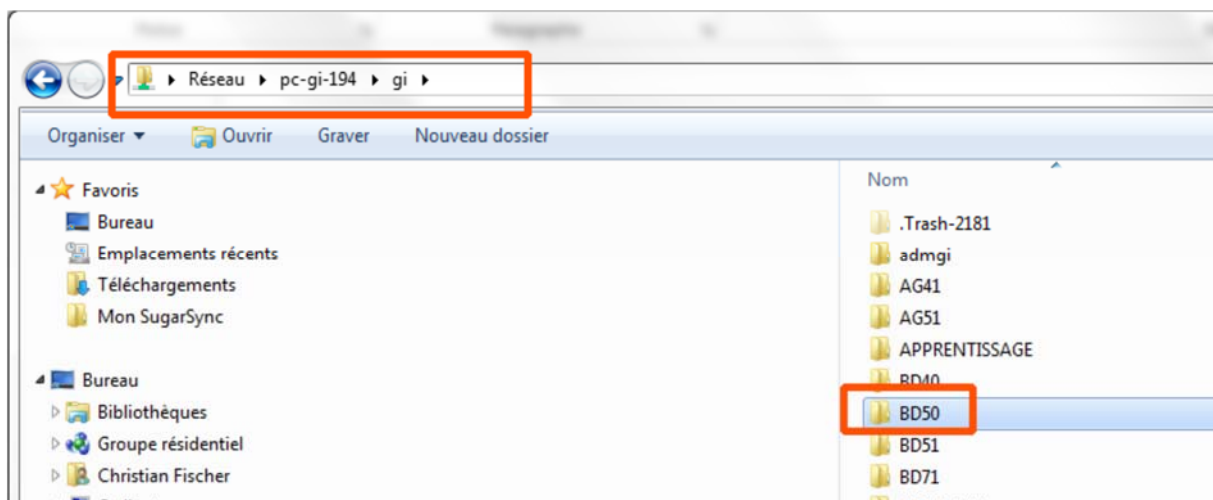 Réseau pc-gi-194 gi
Organiser Ouvrir Graver Nouveau dossier
Favoris
Bureau
Emplacements récents
Téléchargements
Mon SugarSync
Bureau
Bibliothèques
Groupe résidentiel
Christian Fischer
Nom
.Trash-2181
admgi
AG41
AG51
APPRENTISSAGE
BD40
BD50
BD51
BD71